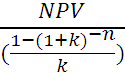 NPV
(1−(1+k)⁻ⁿ
k)